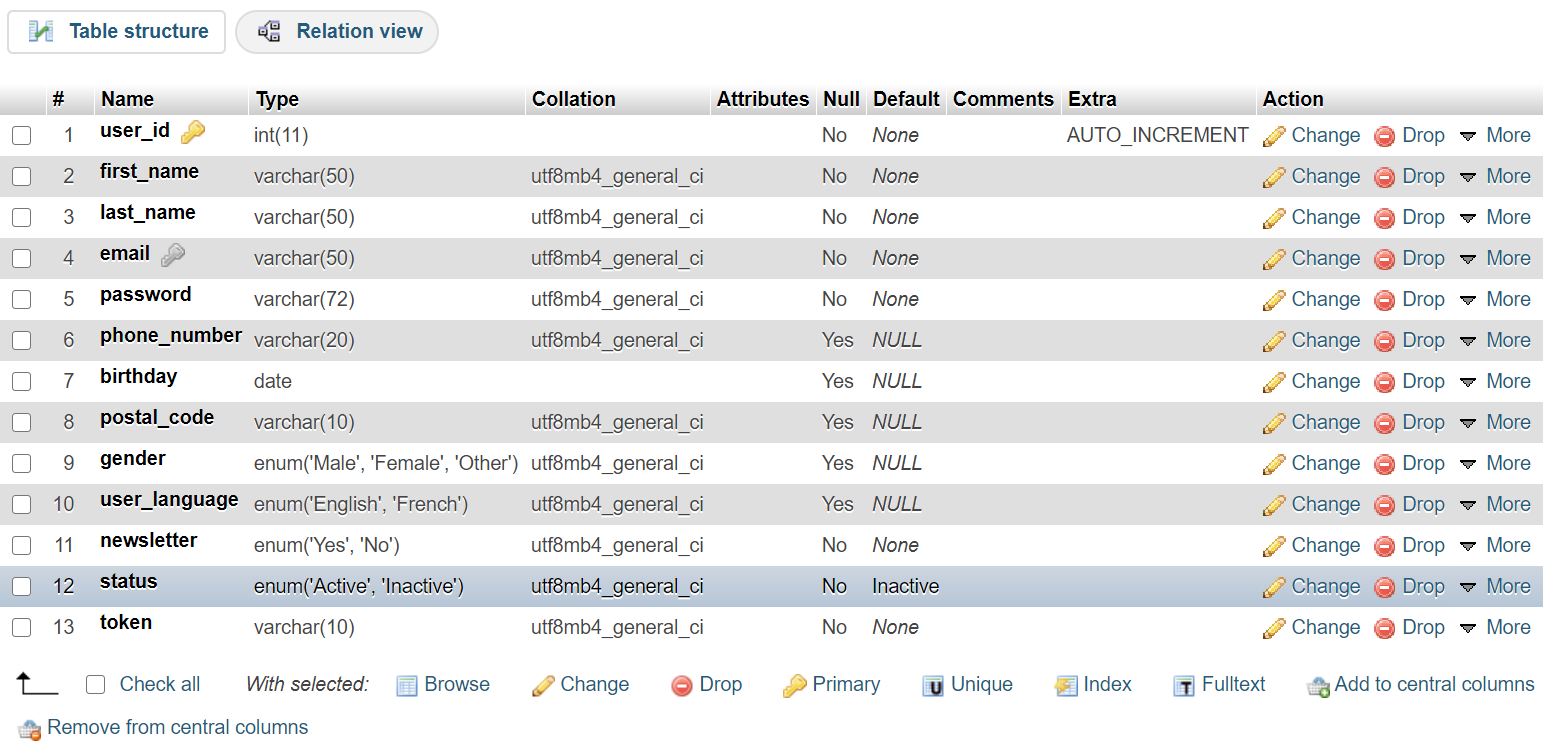 Table structure Relation view
# Name Type Collation Attributes Null Default Comments Extra Action
1 user_id int(11) No None AUTO_INCREMENT Change Drop More
2 first_name varchar(50) utf8mb4_general_ci No None Change Drop More
3 last_name varchar(50) utf8mb4_general_ci No None Change Drop More
4 email varchar(50) utf8mb4_general_ci No None Change Drop More
5 password varchar(72) utf8mb4_general_ci No None Change Drop More
6 phone_number varchar(20) utf8mb4_general_ci Yes NULL Change Drop More
7 birthday date Yes NULL Change Drop More
8 postal_code varchar(10) utf8mb4_general_ci Yes NULL Change Drop More
9 gender enum('Male', 'Female', 'Other') utf8mb4_general_ci Yes NULL Change Drop More
10 user_language enum('English', 'French') utf8mb4_general_ci Yes NULL Change Drop More
11 newsletter enum('Yes', 'No') utf8mb4_general_ci No None Change Drop More
12 status enum('Active', 'Inactive') utf8mb4_general_ci No Inactive Change Drop More
13 token varchar(10) utf8mb4_general_ci No None Change Drop More
Check all With selected: Browse Change Drop Primary Unique Index Fulltext Add to central columns
Remove from central columns